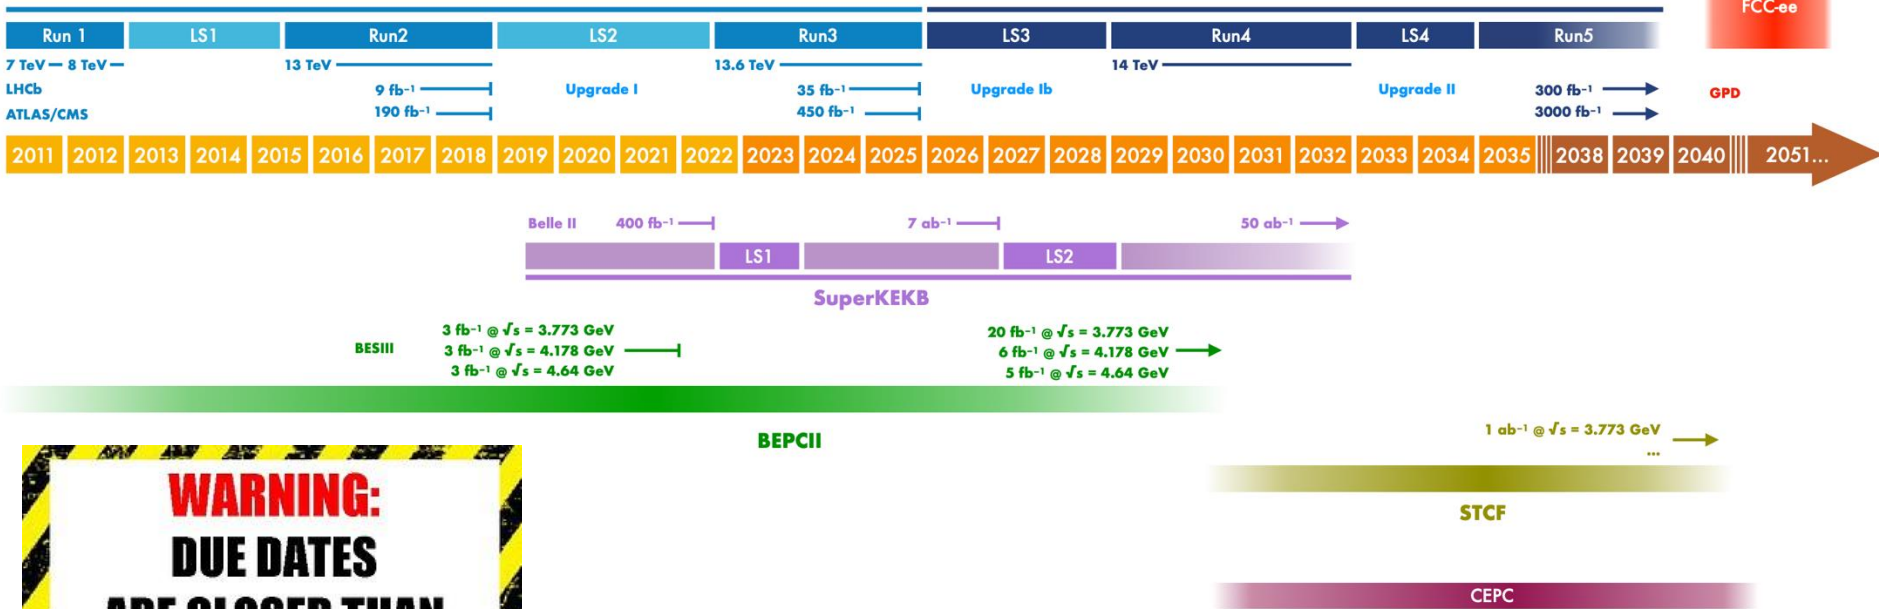 FCC-ee
Run 1 LS1 Run2 LS2 Run3 LS3 Run4 LS4 Run5
7 TeV 8 TeV 13 TeV 13.6 TeV 14 TeV
LHCb 9 fb⁻¹ Upgrade I 35 fb⁻¹ Upgrade Ib Upgrade II 300 fb⁻¹ GPD
ATLAS/CMS 190 fb⁻¹ 450 fb⁻¹ 3000 fb⁻¹
2011 2012 2013 2014 2015 2016 2017 2018 2019 2020 2021 2022 2023 2024 2025 2026 2027 2028 2029 2030 2031 2032 2033 2034 2035 2038 2039 2040 2051...
Belle II 400 fb⁻¹ 7 ab⁻¹ 50 ab⁻¹
LS1 LS2
SuperKEKB
3 fb⁻¹ @ √s = 3.773 GeV 20 fb⁻¹ @ √s = 3.773 GeV
BESIII 3 fb⁻¹ @ √s = 4.178 GeV 6 fb⁻¹ @ √s = 4.178 GeV
3 fb⁻¹ @ √s = 4.64 GeV 5 fb⁻¹ @ √s = 4.64 GeV
BEPCII
1 ab⁻¹ @ √s = 3.773 GeV
...
STCF
WARNING:
DUE DATES
ARE CLOSER THAN
CEPC